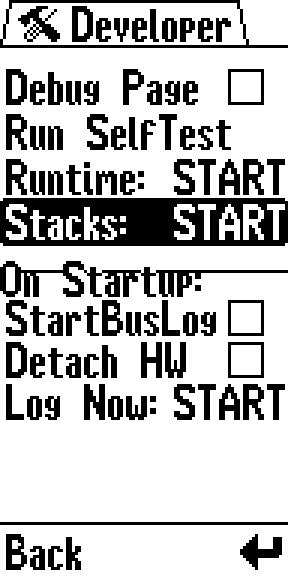 Developer
Debug Page
Run SelfTest
Runtime: START
Stacks: START
On Startup:
StartBusLog
Detach HW
Log Now: START
Back